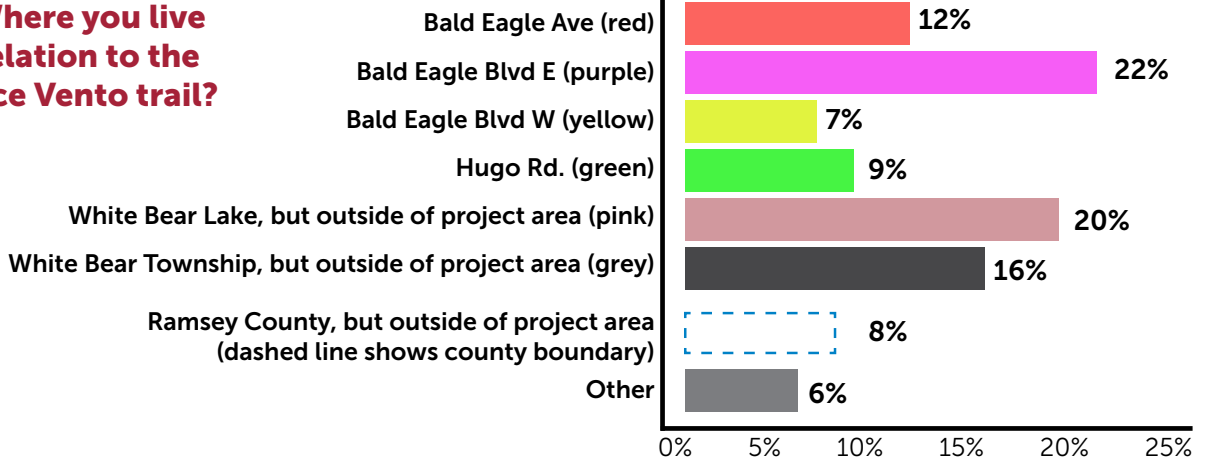 here you live
elation to the
ce Vento trail?
Bald Eagle Ave (red) 12%
Bald Eagle Blvd E (purple) 22%
Bald Eagle Blvd W (yellow) 7%
Hugo Rd. (green) 9%
White Bear Lake, but outside of project area (pink) 20%
White Bear Township, but outside of project area (grey) 16%
Ramsey County, but outside of project area
(dashed line shows county boundary) 8%
Other 6%
0% 5% 10% 15% 20% 25%